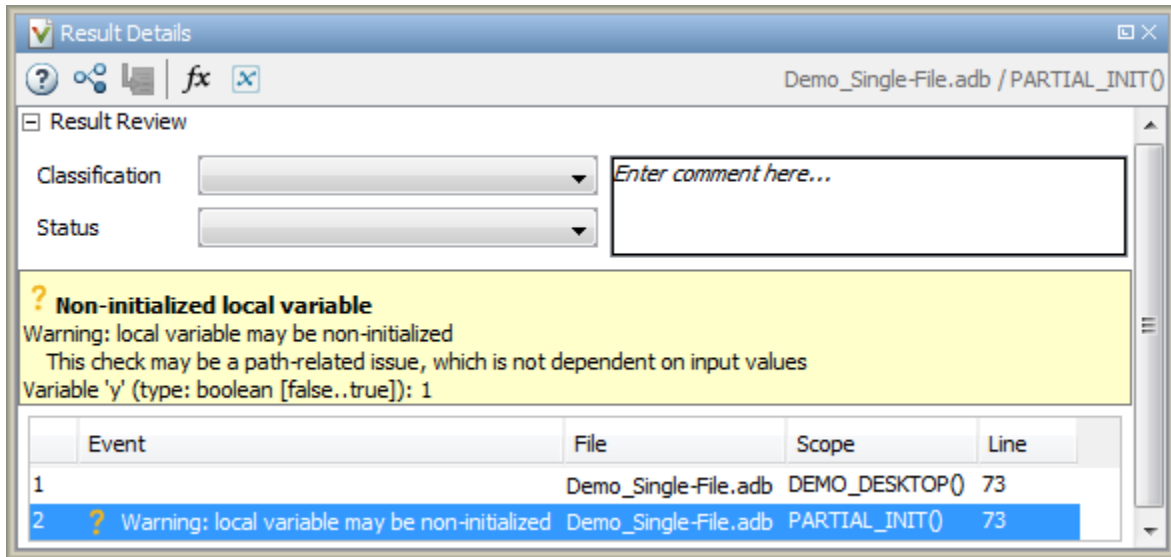 Result Details
fx x Demo_Single-File.adb / PARTIAL_INIT()
Result Review
Classification Enter comment here...
Status
? Non-initialized local variable
Warning: local variable may be non-initialized
This check may be a path-related issue, which is not dependent on input values
Variable 'y' (type: boolean [false..true]): 1
Event File Scope Line
1 Demo_Single-File.adb DEMO_DESKTOP() 73
2 ? Warning: local variable may be non-initialized Demo_Single-File.adb PARTIAL_INIT() 73